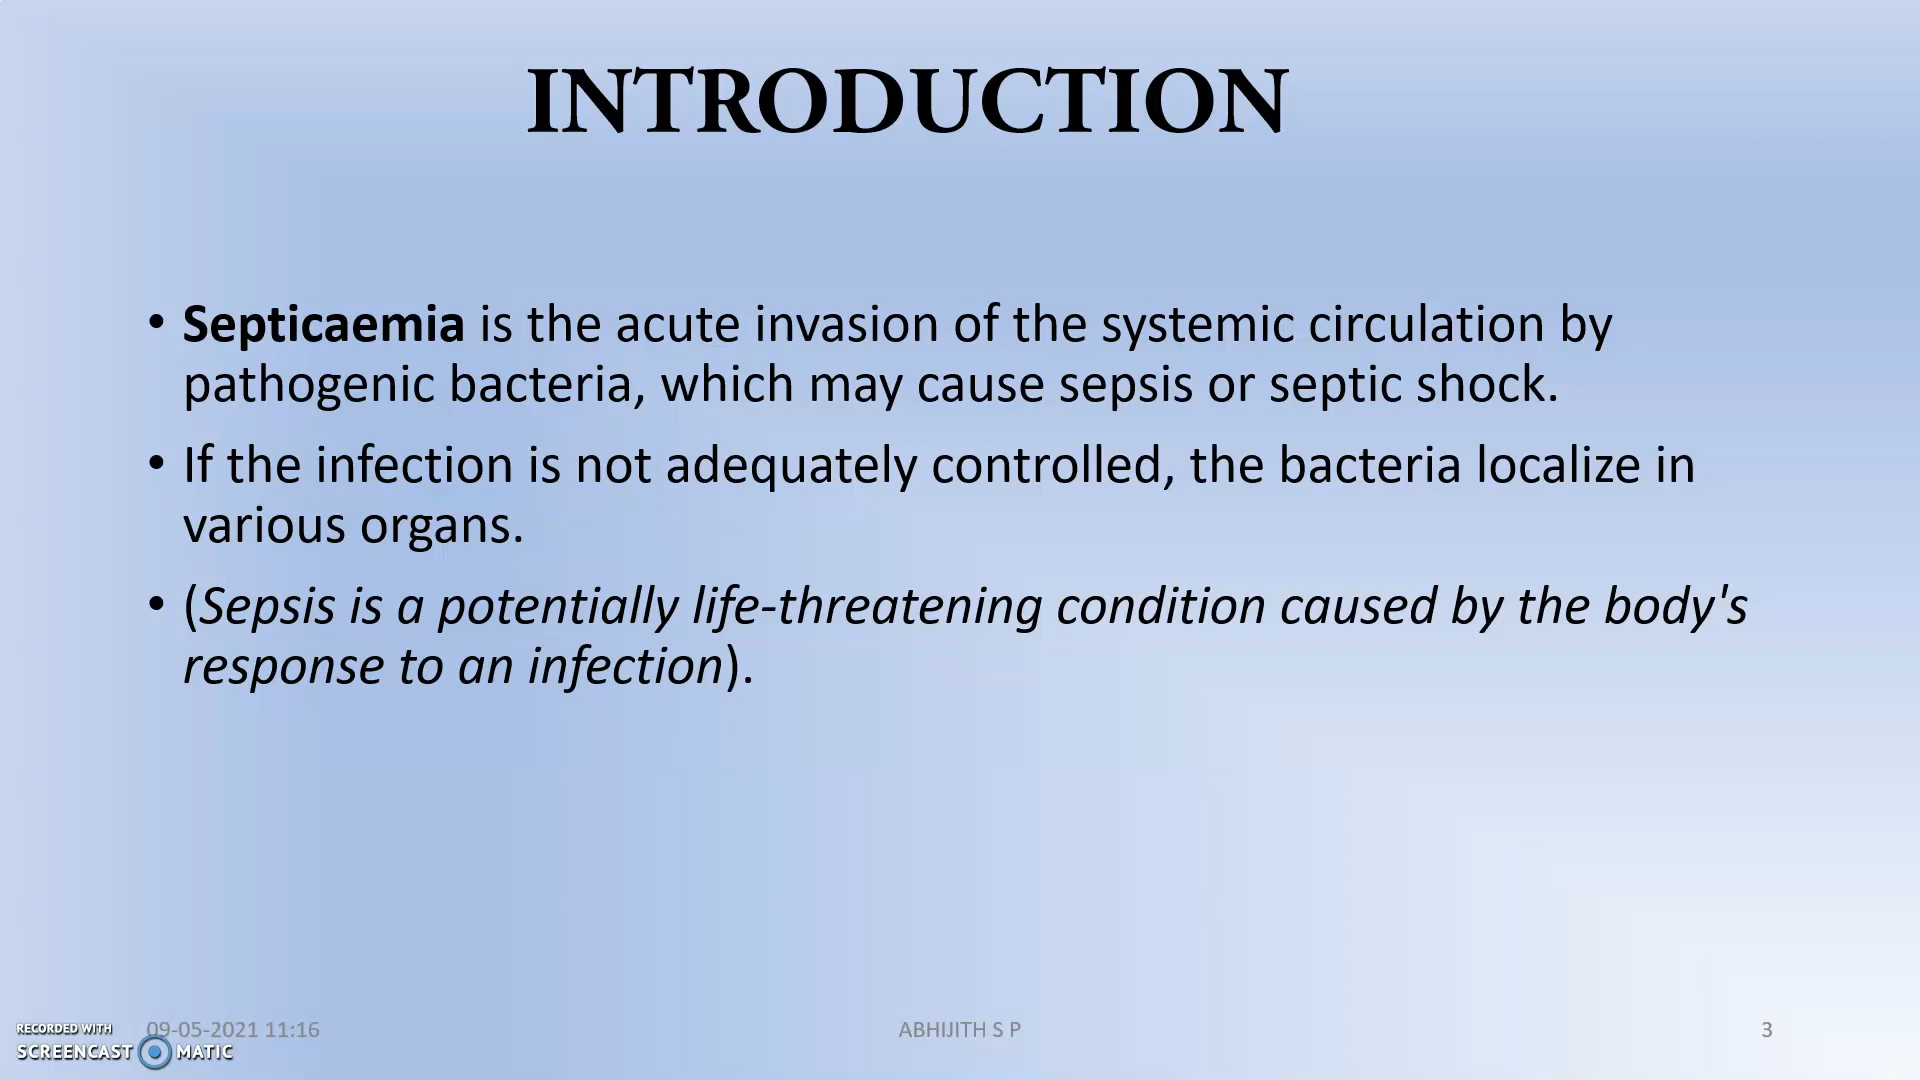 INTRODUCTION
• Septicaemia is the acute invasion of the systemic circulation by
pathogenic bacteria, which may cause sepsis or septic shock.
• If the infection is not adequately controlled, the bacteria localize in
various organs.
• (Sepsis is a potentially life-threatening condition caused by the body's
response to an infection).
09-05-2021 11:16
ABHIJITH S P
3
RECORDED WITH
SCREENCAST MATIC